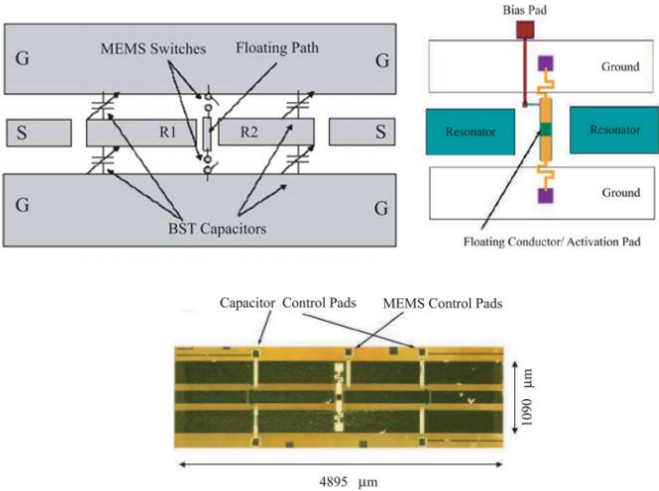 MEMS Switches
Floating Path
G
G
S
R1
R2
S
G
G
BST Capacitors
Bias Pad
Ground
Resonator
Resonator
Ground
Floating Conductor/ Activation Pad
Capacitor Control Pads
MEMS Control Pads
1090 μm
4895 μm